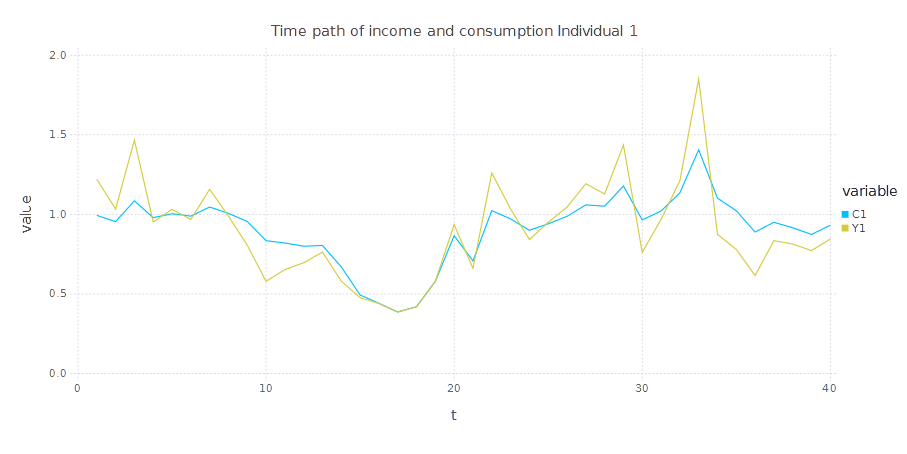 Time path of income and consumption Individual 1
2.0
1.5
1.0
0.5
0.0
value
0 10 20 30 40
t
variable
C1
Y1